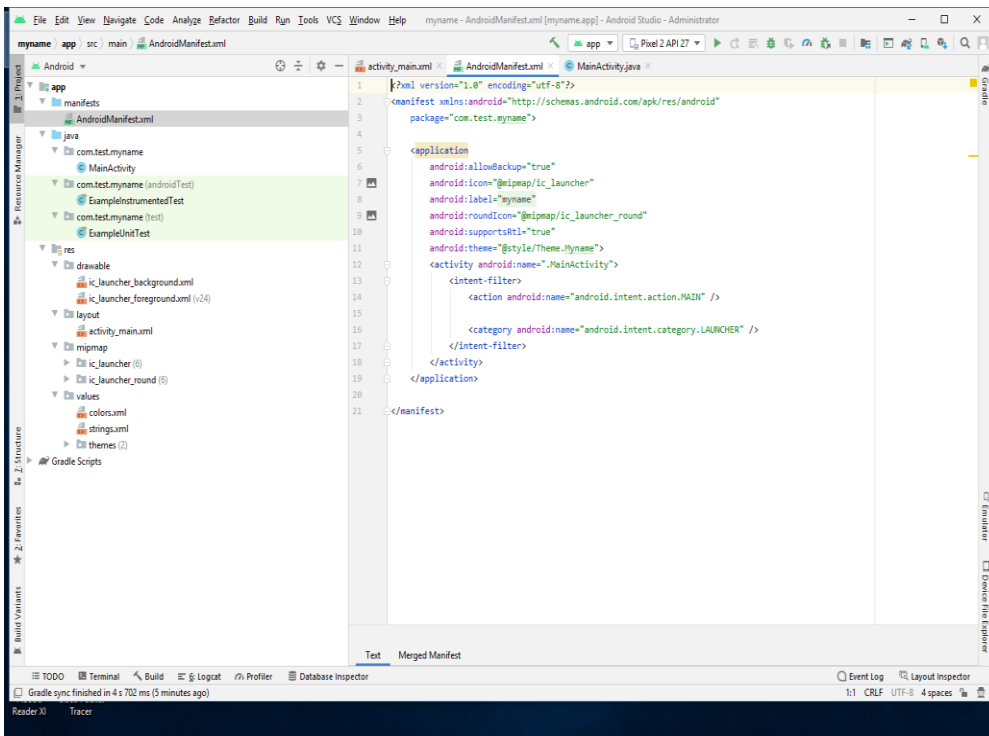 File Edit View Navigate Code Analyze Refactor Build Run Tools VCS Window Help myname - AndroidManifest.xml [myname.app] - Android Studio - Administrator
myname app src main AndroidManifest.xml app Pixel 2 API 27
Android
activity_main.xml AndroidManifest.xml MainActivity.java
1: Project
Resource Manager
Z: Structure
2: Favorites
Build Variants
app
manifests
AndroidManifest.xml
java
com.test.myname
MainActivity
com.test.myname (androidTest)
ExampleInstrumentedTest
com.test.myname (test)
ExampleUnitTest
res
drawable
ic_launcher_background.xml
ic_launcher_foreground.xml (v24)
layout
activity_main.xml
mipmap
ic_launcher (6)
ic_launcher_round (6)
values
colors.xml
strings.xml
themes (2)
Gradle Scripts
1 <?xml version="1.0" encoding="utf-8"?>
2 <manifest xmlns:android="http://schemas.android.com/apk/res/android"
3 package="com.test.myname">
4
5 <application
6 android:allowBackup="true"
7 android:icon="@mipmap/ic_launcher"
8 android:label="myname"
9 android:roundIcon="@mipmap/ic_launcher_round"
10 android:supportsRtl="true"
11 android:theme="@style/Theme.Myname">
12 <activity android:name=".MainActivity">
13 <intent-filter>
14 <action android:name="android.intent.action.MAIN" />
15
16 <category android:name="android.intent.category.LAUNCHER" />
17 </intent-filter>
18 </activity>
19 </application>
20
21 </manifest>
Gradle
Emulator
Device File Explorer
Text Merged Manifest
TODO Terminal Build 6: Logcat Profiler Database Inspector Event Log Layout Inspector
Gradle sync finished in 4 s 702 ms (5 minutes ago) 1:1 CRLF UTF-8 4 spaces
Reader XI Tracer